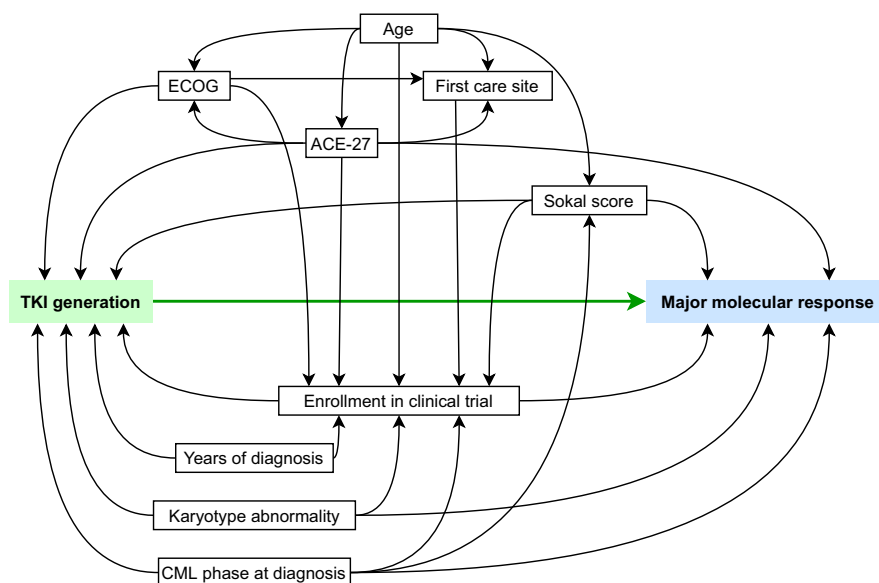 Age
ECOG
First care site
ACE-27
Sokal score
TKI generation
Major molecular response
Enrollment in clinical trial
Years of diagnosis
Karyotype abnormality
CML phase at diagnosis